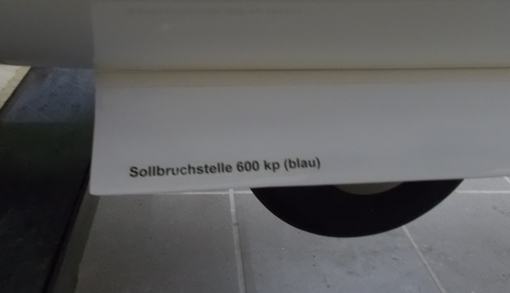 Sollbruchstelle 600 kp (blau)